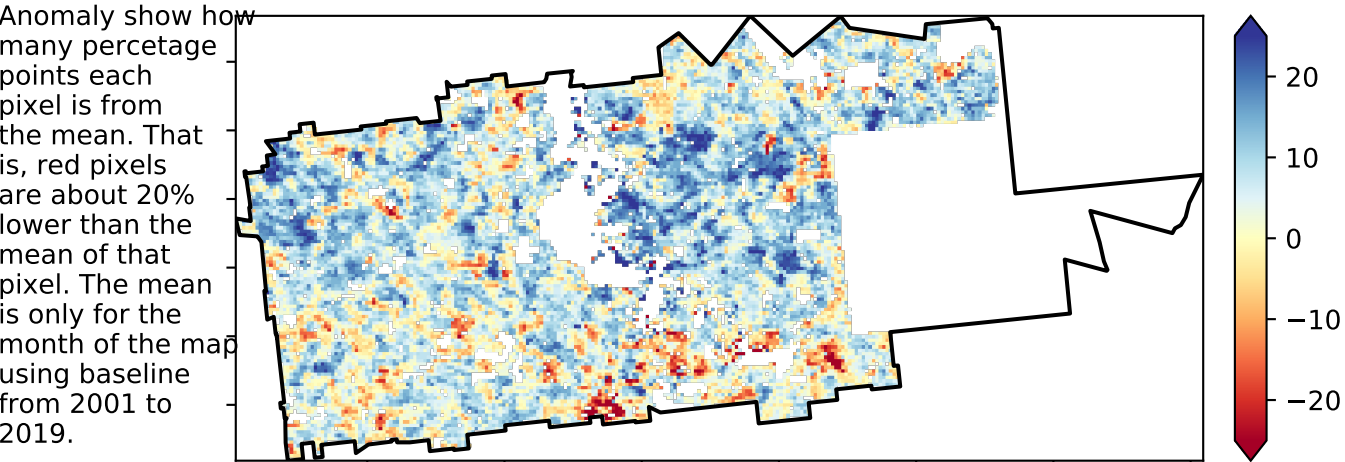 Anomaly show how
many percetage
points each
pixel is from
the mean. That
is, red pixels
are about 20%
lower than the
mean of that
pixel. The mean
is only for the
month of the map
using baseline
from 2001 to
2019.
20
10
0
−10
−20